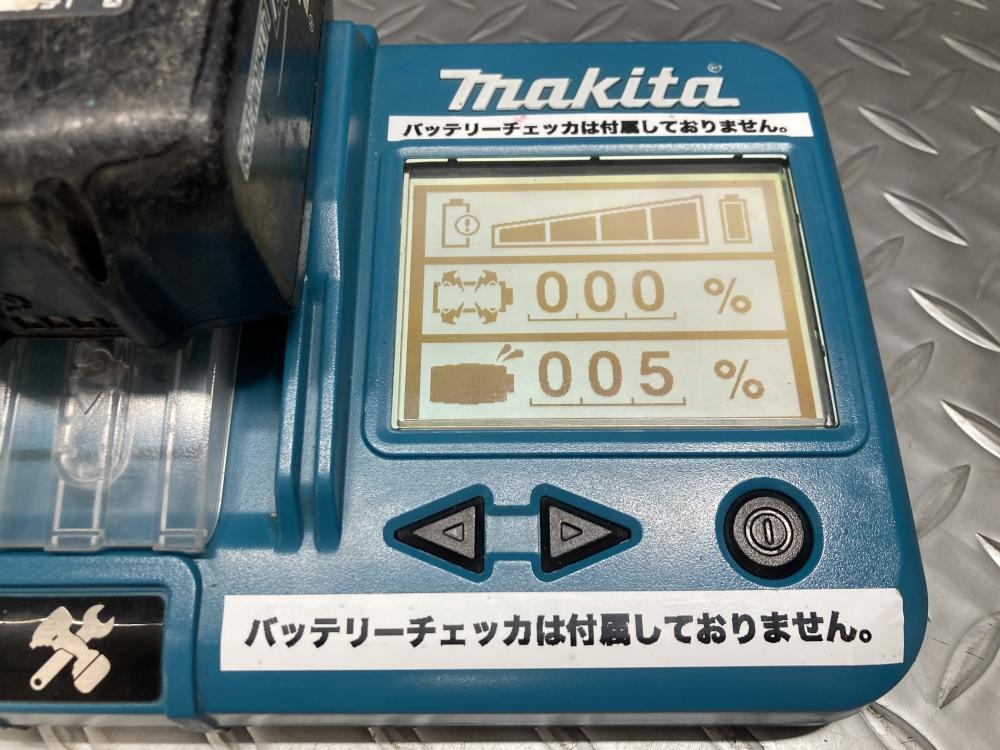 makita®
バッテリーチェッカは付属しておりません。
000 %
005 %
バッテリーチェッカは付属しておりません。